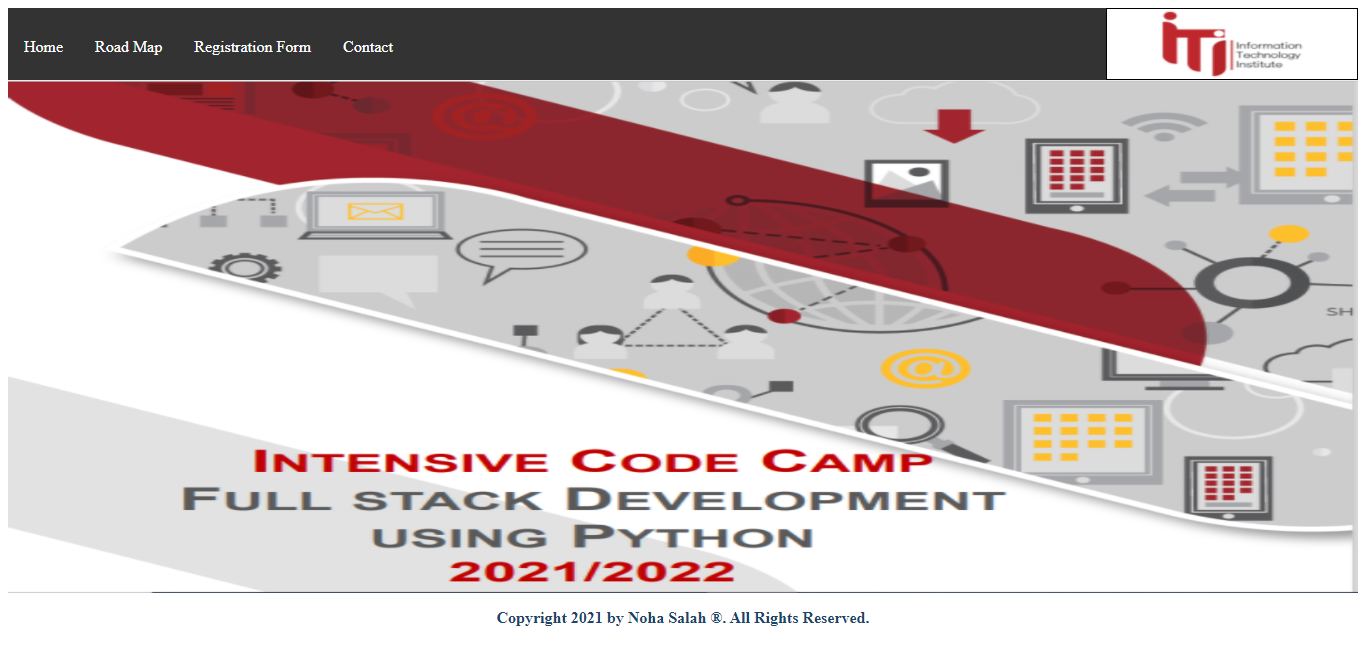 Home Road Map Registration Form Contact
iTi
Information
Technology
Institute
SH
INTENSIVE CODE CAMP
FULL STACK DEVELOPMENT
USING PYTHON
2021/2022
Copyright 2021 by Noha Salah ®. All Rights Reserved.